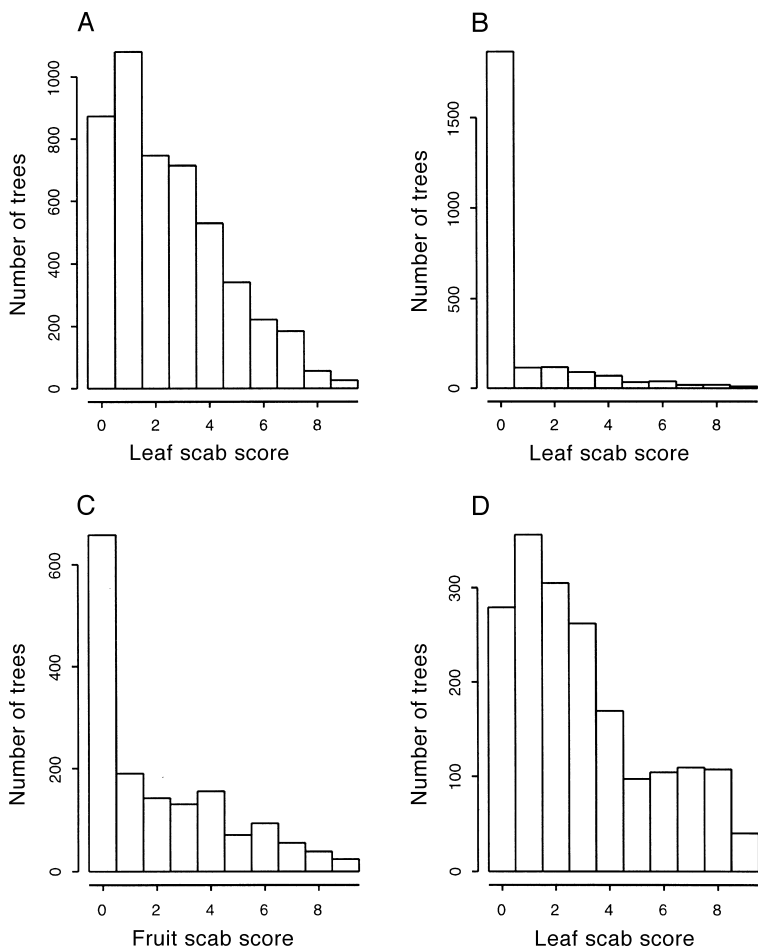 A
Number of trees
0 200 400 600 800 1000
0 2 4 6 8
Leaf scab score
B
Number of trees
0 500 1000 1500
0 2 4 6 8
Leaf scab score
C
Number of trees
0 200 400 600
0 2 4 6 8
Fruit scab score
D
Number of trees
0 100 200 300
0 2 4 6 8
Leaf scab score